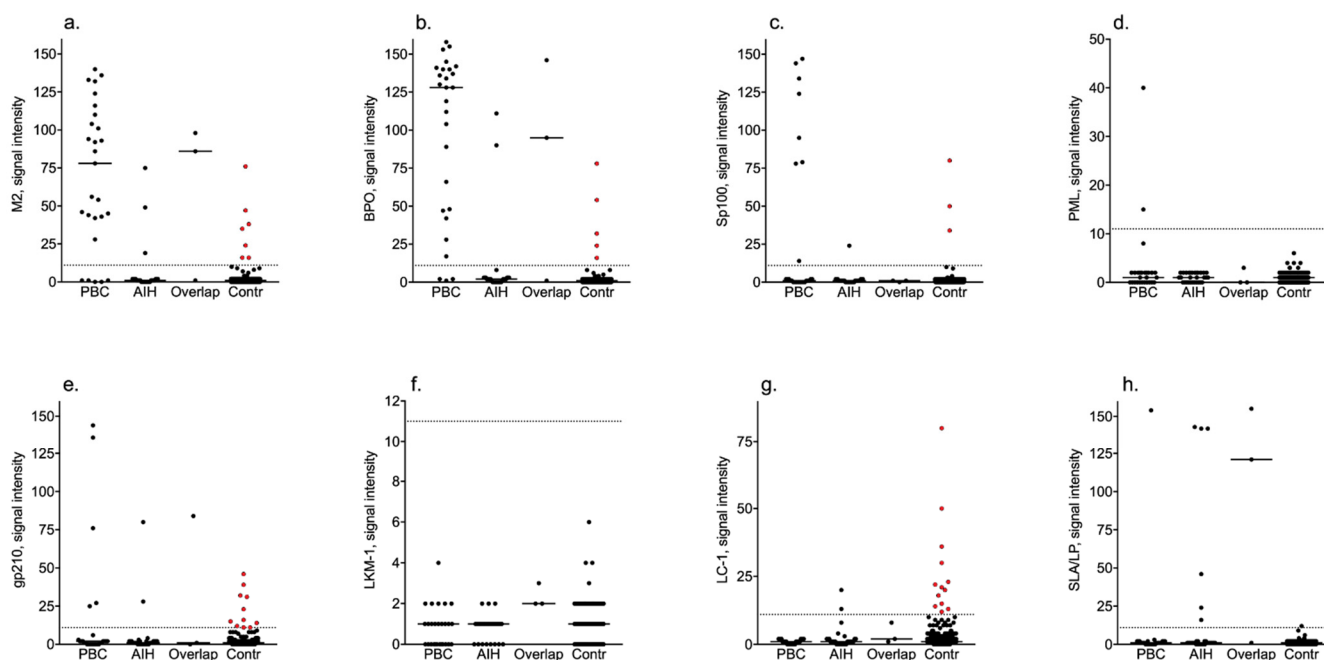 a.
M2, signal intensity
150
125
100
75
50
25
0
PBC AIH Overlap Contr
b.
BPO, signal intensity
150
125
100
75
50
25
0
PBC AIH Overlap Contr
c.
Sp100, signal intensity
150
125
100
75
50
25
0
PBC AIH Overlap Contr
d.
PML, signal intensity
50
40
30
20
10
0
PBC AIH Overlap Contr
e.
gp210, signal intensity
150
125
100
75
50
25
0
PBC AIH Overlap Contr
f.
LKM-1, signal intensity
12
10
8
6
4
2
0
PBC AIH Overlap Contr
g.
LC-1, signal intensity
75
50
25
0
PBC AIH Overlap Contr
h.
SLA/LP, signal intensity
150
125
100
75
50
25
0
PBC AIH Overlap Contr